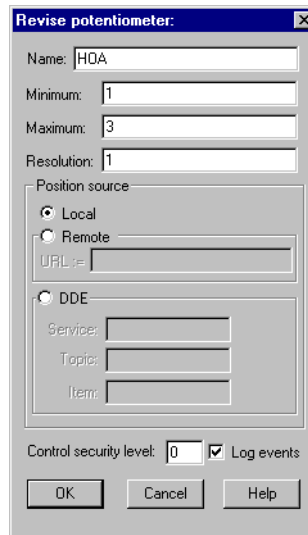 Revise potentiometer:
Name: HOA
Minimum: 1
Maximum: 3
Resolution: 1
Position source
Local
Remote
URL :=
DDE
Service:
Topic:
Item:
Control security level: 0 Log events
OK Cancel Help